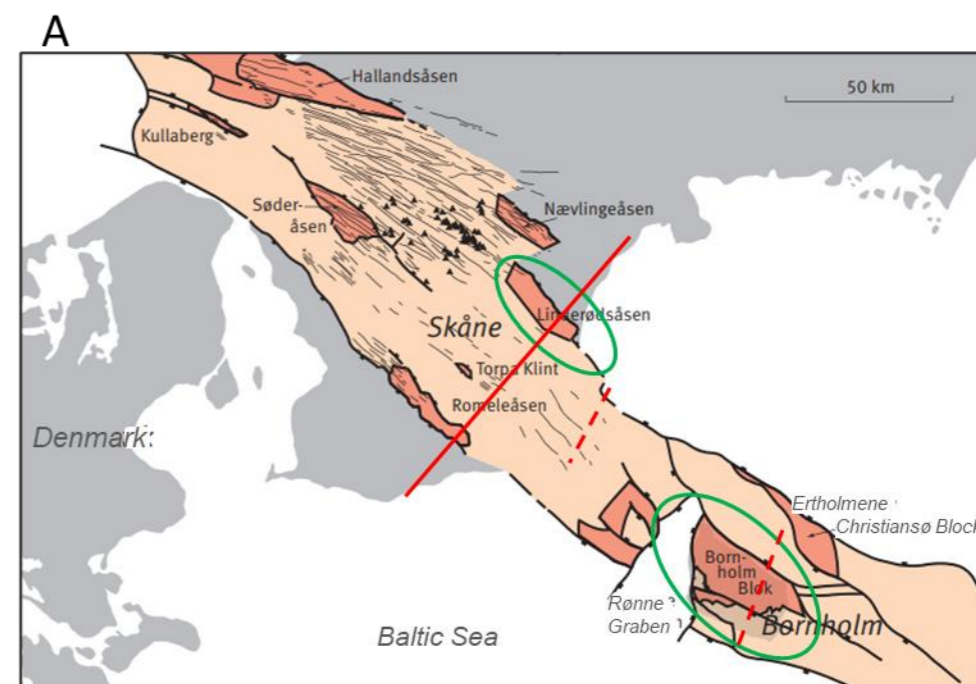 A
Hallandsåsen
50 km
Kullaberg
Søder-
åsen
Nævlingeåsen
Linderødsåsen
Skåne
Torpa Klint
Romeleåsen
Denmark:
Ertholmene
Christiansø Block
Born-
holm
Blok
Rønne
Graben
Bornholm
Baltic Sea